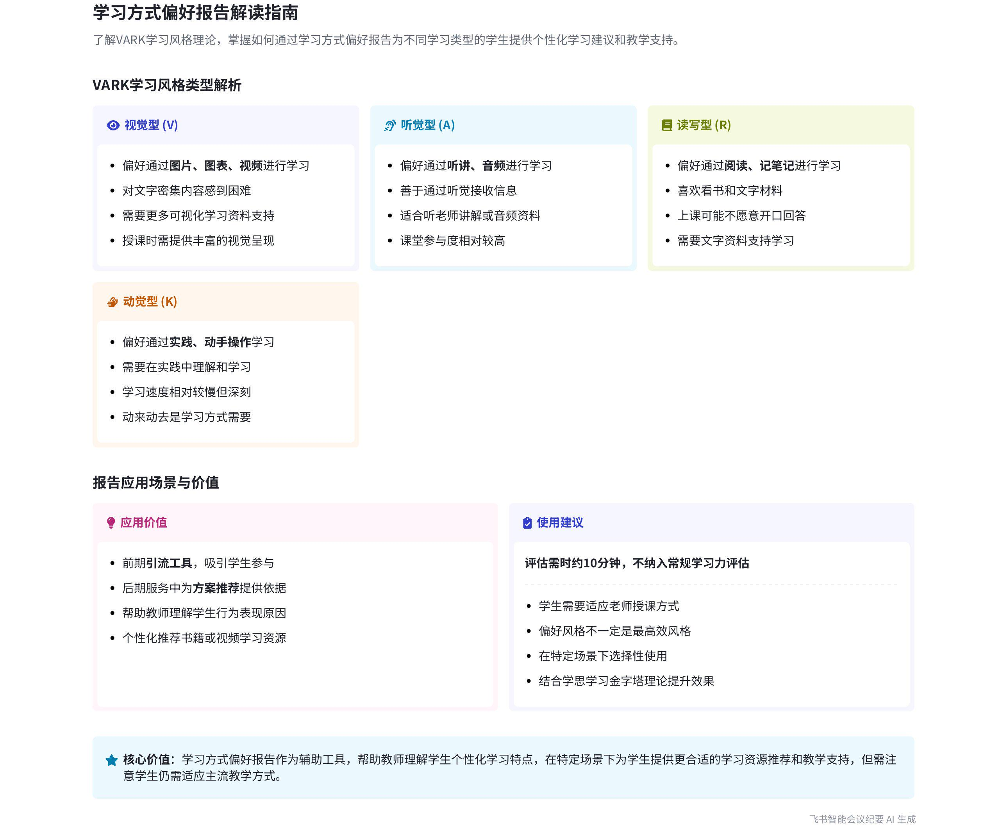 学习方式偏好报告解读指南
了解VARK学习风格理论，掌握如何通过学习方式偏好报告为不同学习类型的学生提供个性化学习建议和教学支持。
VARK学习风格类型解析
视觉型 (V)
偏好通过图片、图表、视频进行学习
对文字密集内容感到困难
需要更多可视化学习资料支持
授课时需提供丰富的视觉呈现
听觉型 (A)
偏好通过听讲、音频进行学习
善于通过听觉接收信息
适合听老师讲解或音频资料
课堂参与度相对较高
读写型 (R)
偏好通过阅读、记笔记进行学习
喜欢看书和文字材料
上课可能不愿意开口回答
需要文字资料支持学习
动觉型 (K)
偏好通过实践、动手操作学习
需要在实践中理解和学习
学习速度相对较慢但深刻
动来动去是学习方式需要
报告应用场景与价值
应用价值
前期引流工具，吸引学生参与
后期服务中为方案推荐提供依据
帮助教师理解学生行为表现原因
个性化推荐书籍或视频学习资源
使用建议
评估需时约10分钟，不纳入常规学习力评估
学生需要适应老师授课方式
偏好风格不一定是最高效风格
在特定场景下选择性使用
结合学思学习金字塔理论提升效果
核心价值：学习方式偏好报告作为辅助工具，帮助教师理解学生个性化学习特点，在特定场景下为学生提供更合适的学习资源推荐和教学支持，但需注
意学生仍需适应主流教学方式。
飞书智能会议纪要 AI 生成